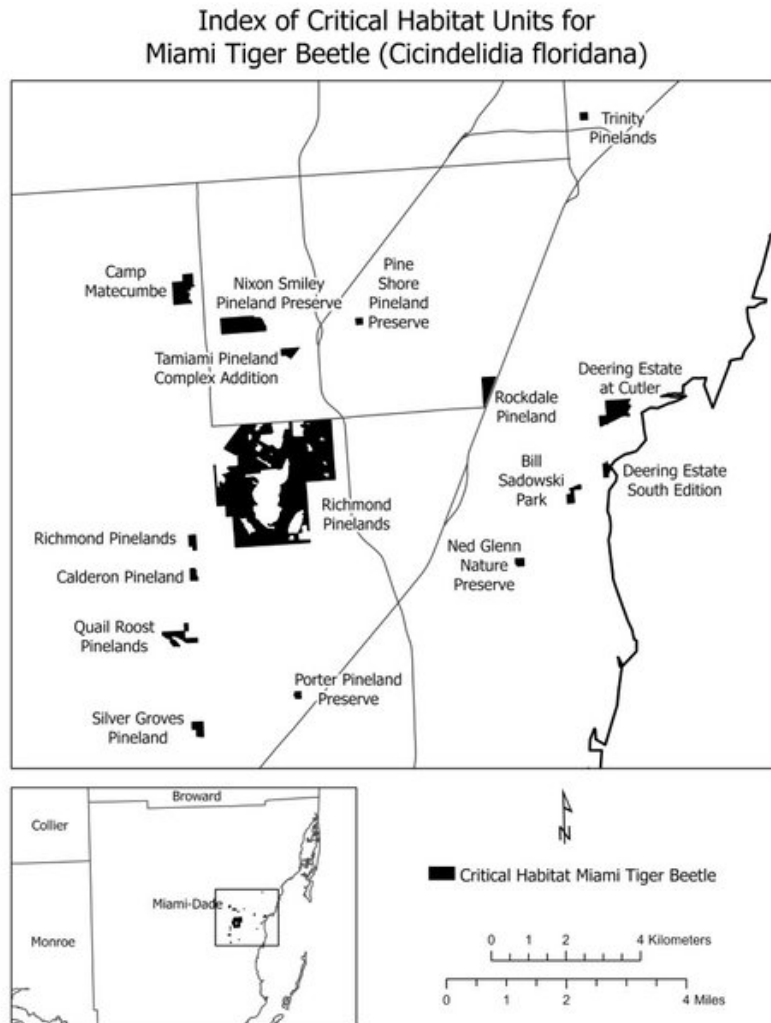 Index of Critical Habitat Units for
Miami Tiger Beetle (Cicindelidia floridana)
Trinity
Pinelands
Camp
Matecumbe
Nixon Smiley
Pineland Preserve
Pine
Shore
Pineland
Preserve
Tamiami Pineland
Complex Addition
Deering Estate
at Cutler
Rockdale
Pineland
Bill
Sadowski
Park
Deering Estate
South Edition
Richmond
Pinelands
Richmond Pinelands
Ned Glenn
Nature
Preserve
Calderon Pineland
Quail Roost
Pinelands
Porter Pineland
Preserve
Silver Groves
Pineland
Broward
Collier
Miami-Dade
Monroe
N
Critical Habitat Miami Tiger Beetle
0 1 2 4 Kilometers
0 1 2 4 Miles